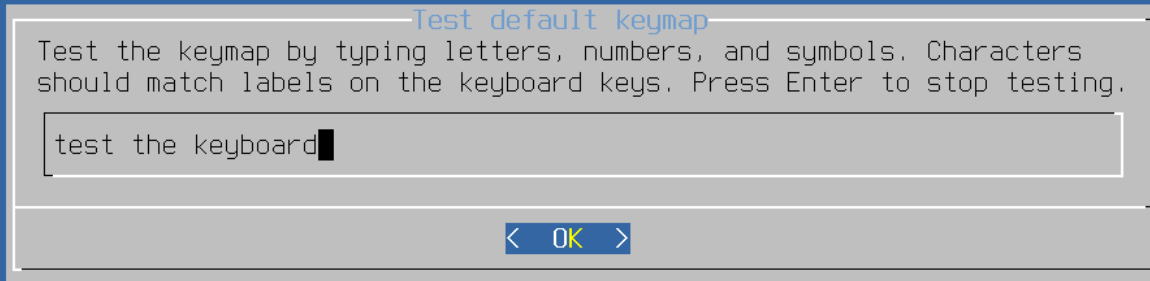 Test default keymap
Test the keymap by typing letters, numbers, and symbols. Characters
should match labels on the keyboard keys. Press Enter to stop testing.
test the keyboard
< OK >